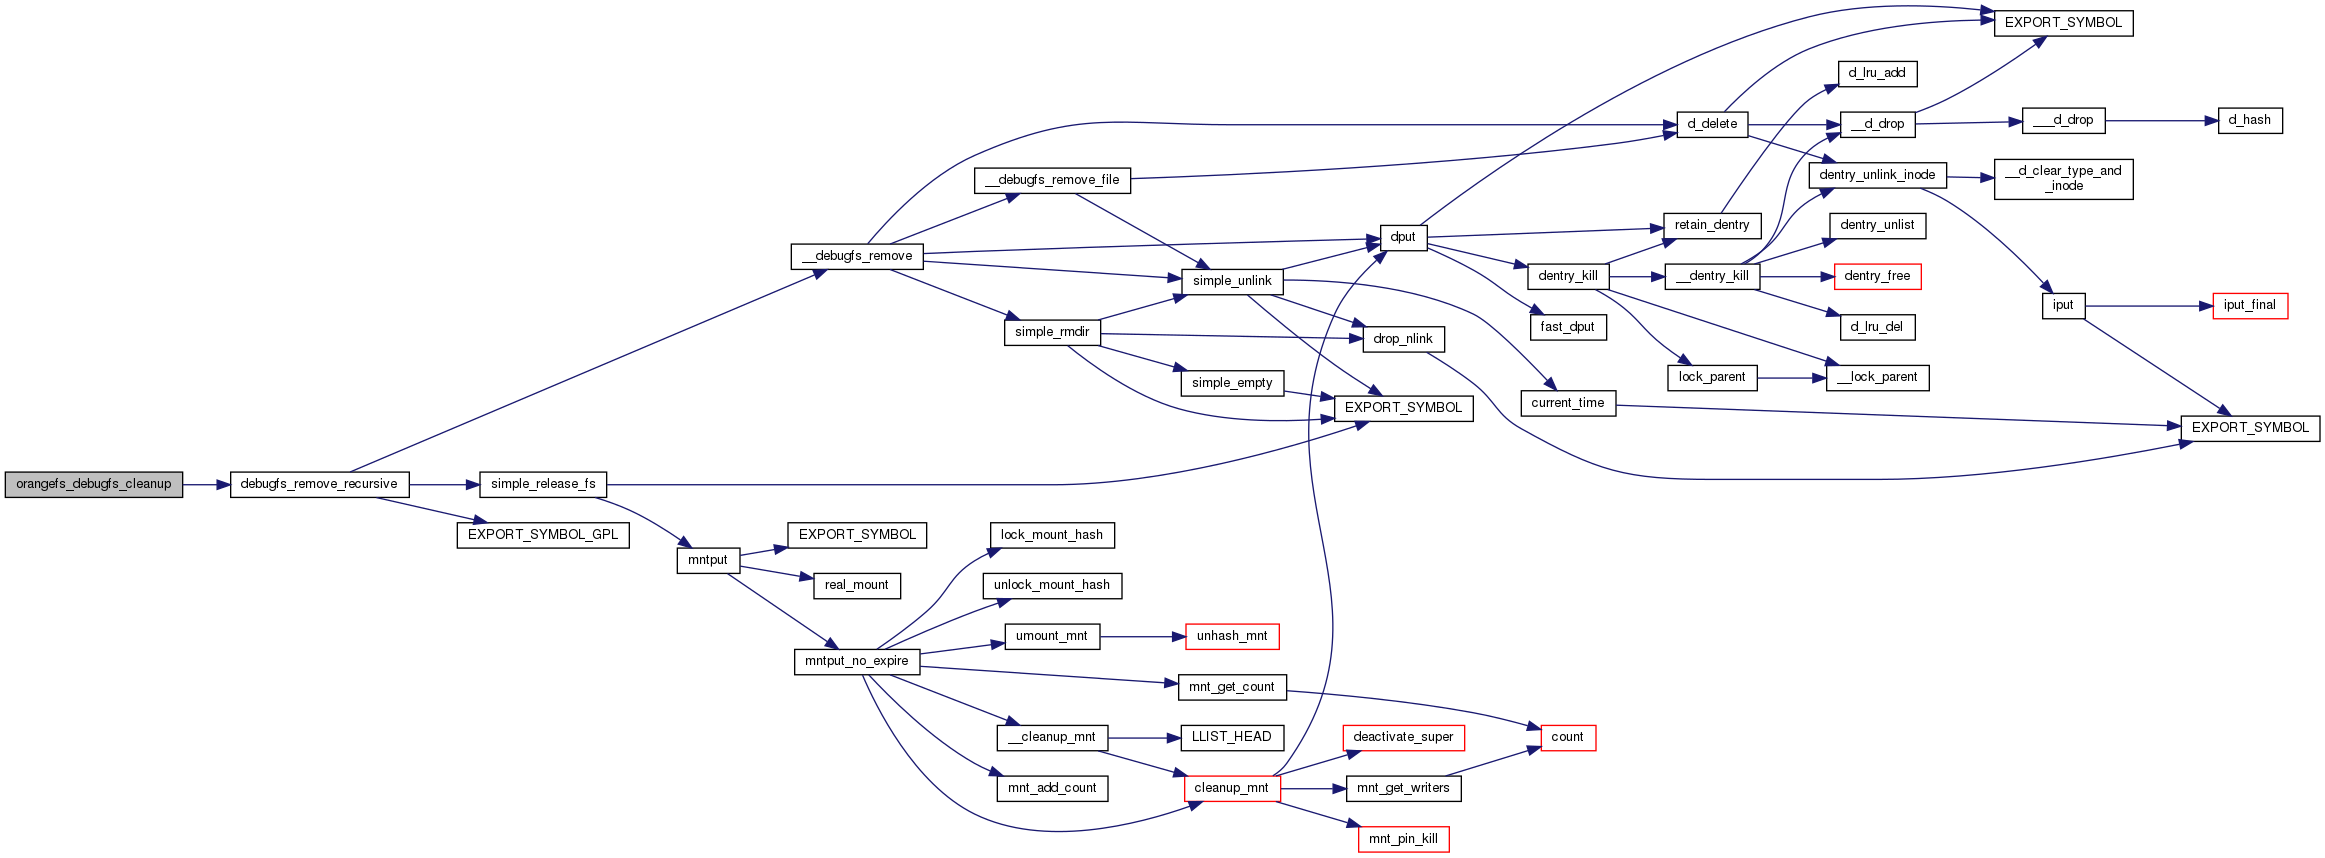 orangefs_debugfs_cleanup
debugfs_remove_recursive
__debugfs_remove
simple_release_fs
EXPORT_SYMBOL_GPL
__debugfs_remove_file
simple_rmdir
simple_unlink
simple_empty
dput
drop_nlink
EXPORT_SYMBOL
d_delete
EXPORT_SYMBOL
d_lru_add
__d_drop
___d_drop
d_hash
dentry_unlink_inode
__d_clear_type_and
_inode
retain_dentry
dentry_unlist
dentry_kill
__dentry_kill
dentry_free
fast_dput
d_lru_del
iput
iput_final
lock_parent
__lock_parent
current_time
EXPORT_SYMBOL
mntput
EXPORT_SYMBOL
real_mount
mntput_no_expire
lock_mount_hash
unlock_mount_hash
umount_mnt
unhash_mnt
mnt_get_count
__cleanup_mnt
LLIST_HEAD
mnt_add_count
cleanup_mnt
deactivate_super
mnt_get_writers
count
mnt_pin_kill